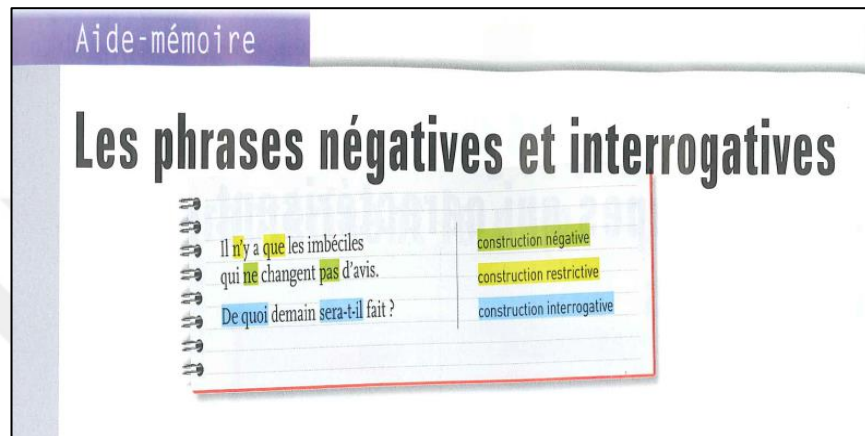 Aide-mémoire
Les phrases négatives et interrogatives
Il n'y a que les imbéciles
qui ne changent pas d'avis.
De quoi demain sera-t-il fait ?
construction négative
construction restrictive
construction interrogative